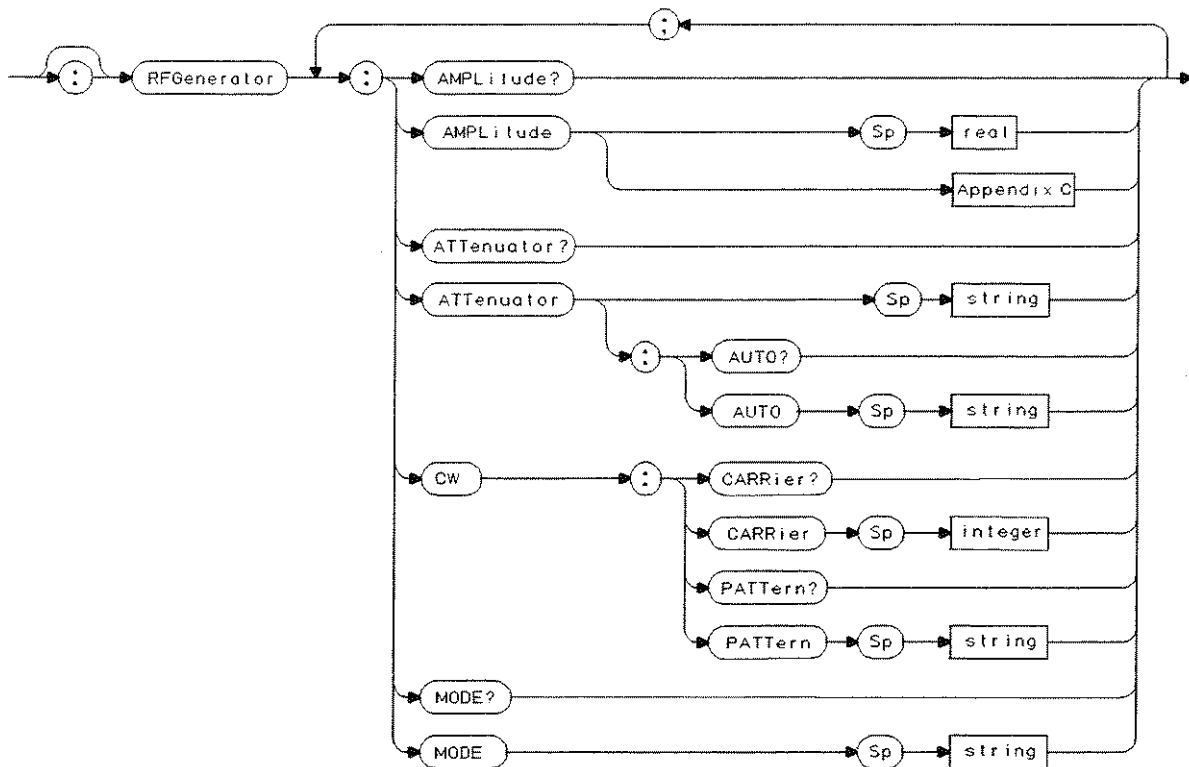 ;
: RFGenerator : AMPLitude?
AMPLitude Sp real
Appendix C
ATTenuator?
ATTenuator Sp string
: AUTO?
AUTO Sp string
CW : CARRier?
CARRier Sp integer
PATTern?
PATTern Sp string
MODE?
MODE Sp string